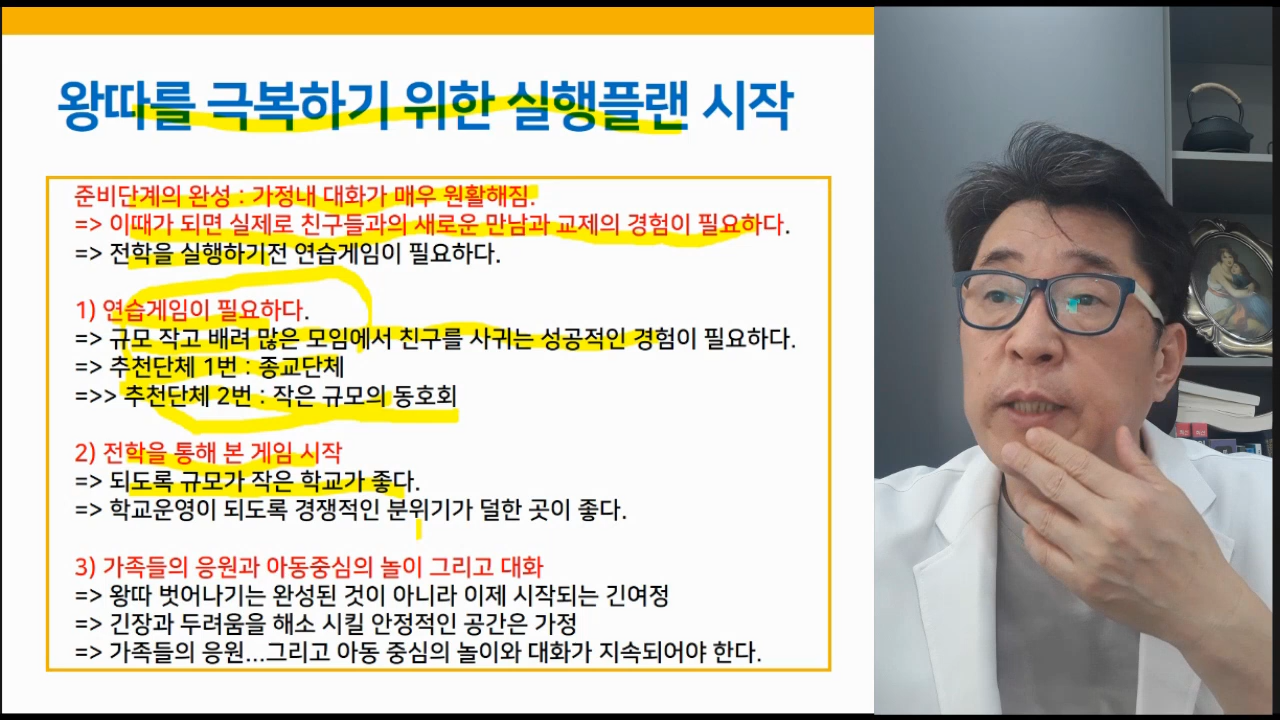 왕따를 극복하기 위한 실행플랜 시작
준비단계의 완성 : 가정내 대화가 매우 원활해짐.
=> 이때가 되면 실제로 친구들과의 새로운 만남과 교제의 경험이 필요하다.
=> 전학을 실행하기전 연습게임이 필요하다.
1) 연습게임이 필요하다.
=> 규모 작고 배려 많은 모임에서 친구를 사귀는 성공적인 경험이 필요하다.
=> 추천단체 1번 : 종교단체
=>> 추천단체 2번 : 작은 규모의 동호회
2) 전학을 통해 본 게임 시작
=> 되도록 규모가 작은 학교가 좋다.
=> 학교운영이 되도록 경쟁적인 분위기가 덜한 곳이 좋다.
3) 가족들의 응원과 아동중심의 놀이 그리고 대화
=> 왕따 벗어나기는 완성된 것이 아니라 이제 시작되는 긴여정
=> 긴장과 두려움을 해소 시킬 안정적인 공간은 가정
=> 가족들의 응원...그리고 아동 중심의 놀이와 대화가 지속되어야 한다.